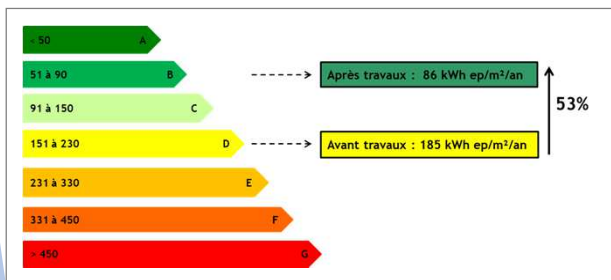 < 50 A
51 à 90 B
Après travaux : 86 kWh ep/m²/an
53%
91 à 150 C
151 à 230 D
Avant travaux : 185 kWh ep/m²/an
231 à 330 E
331 à 450 F
> 450 G